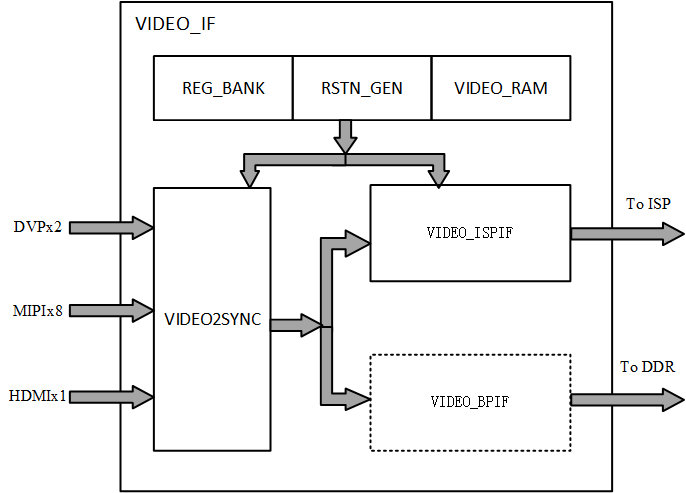 VIDEO_IF
REG_BANK
RSTN_GEN
VIDEO_RAM
To ISP
DVPx2
VIDEO_ISPIF
MIPIx8
VIDEO2SYNC
To DDR
HDMIx1
VIDEO_BPIF